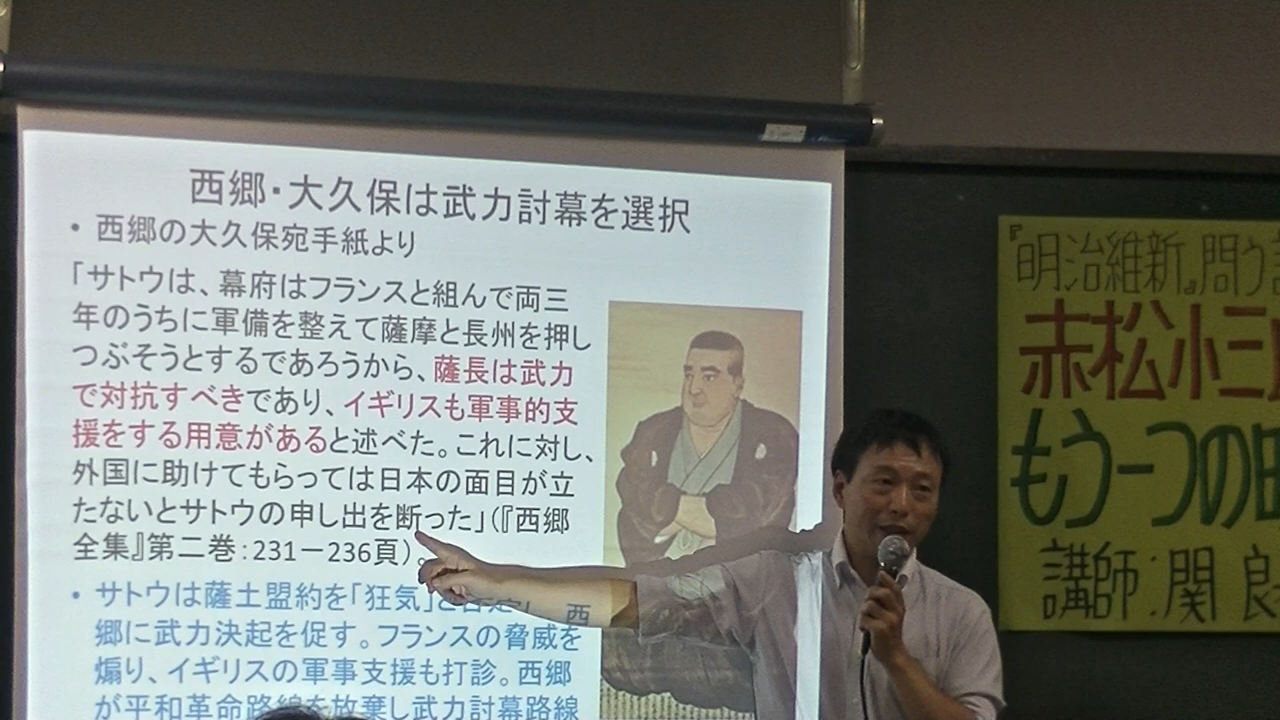 西郷・大久保は武力討幕を選択
• 西郷の大久保宛手紙より
「サトウは、幕府はフランスと組んで両三
年のうちに軍備を整えて薩摩と長州を押し
つぶそうとするであろうから、薩長は武力
で対抗すべきであり、イギリスも軍事的支
援をする用意があると述べた。これに対し、
外国に助けてもらっては日本の面目が立
たないとサトウの申し出を断った」(『西郷
全集』第二巻:231－236頁)。
• サトウは薩土盟約を「狂気」と 西
郷に武力決起を促す。フランスの脅威を
煽り、イギリスの軍事支援も打診。西郷
が平和革命路線を放棄し武力討幕路線
『明治維新』問う
赤松小三
もう一つの
講師:関良